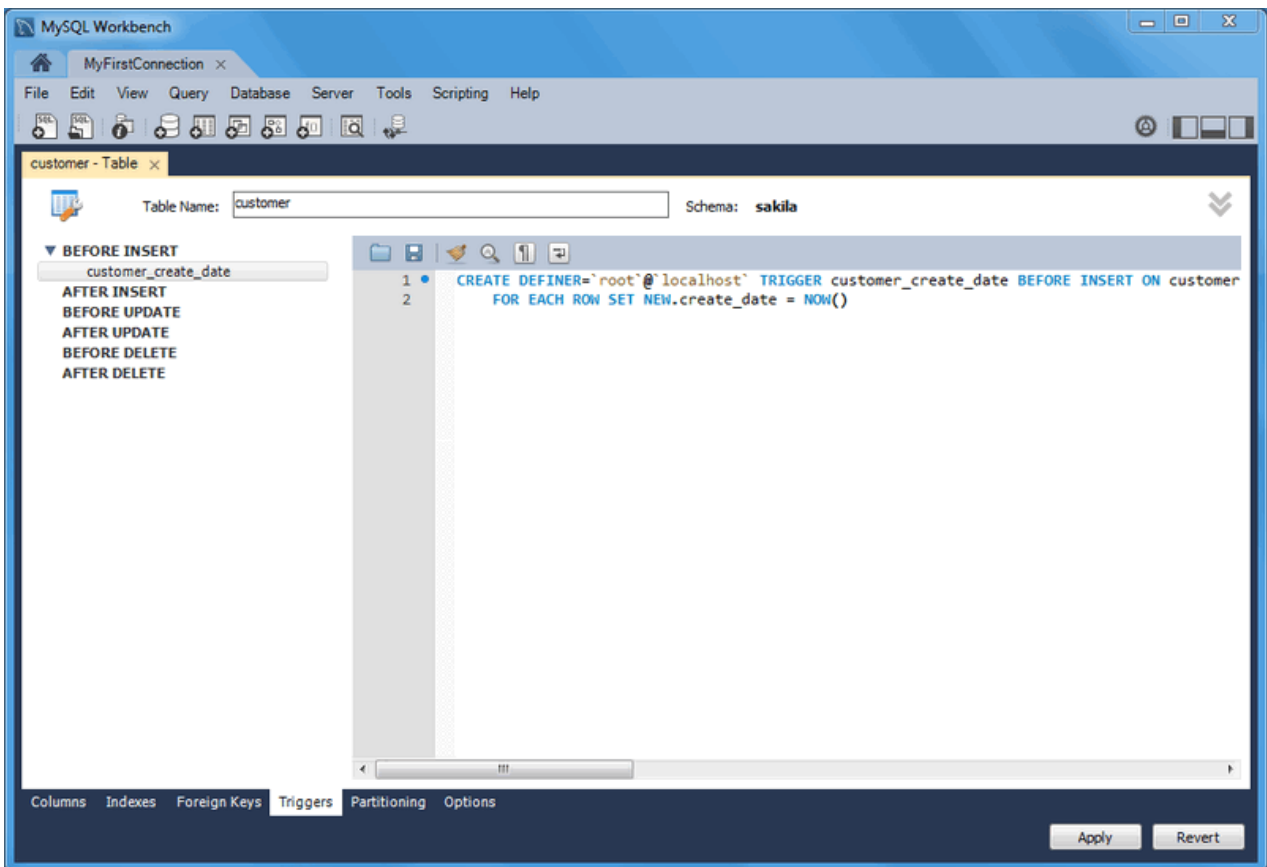 MySQL Workbench
MyFirstConnection
File Edit View Query Database Server Tools Scripting Help
customer - Table
Table Name: customer Schema: sakila
BEFORE INSERT
customer_create_date
AFTER INSERT
BEFORE UPDATE
AFTER UPDATE
BEFORE DELETE
AFTER DELETE
1 CREATE DEFINER=`root`@`localhost` TRIGGER customer_create_date BEFORE INSERT ON customer
2 FOR EACH ROW SET NEW.create_date = NOW()
Columns Indexes Foreign Keys Triggers Partitioning Options
Apply Revert